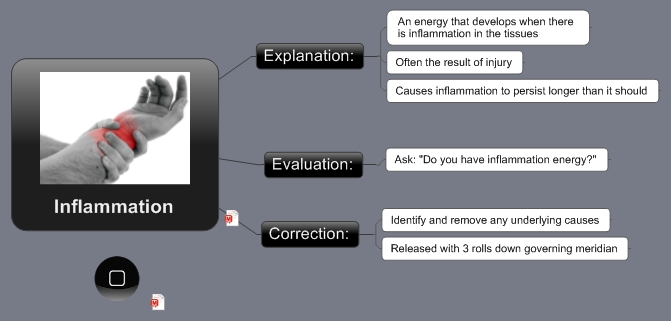 An energy that develops when there
is inflammation in the tissues
Explanation:
Often the result of injury
Causes inflammation to persist longer than it should
Evaluation:
Ask: "Do you have inflammation energy?"
Inflammation
Identify and remove any underlying causes
Correction:
Released with 3 rolls down governing meridian